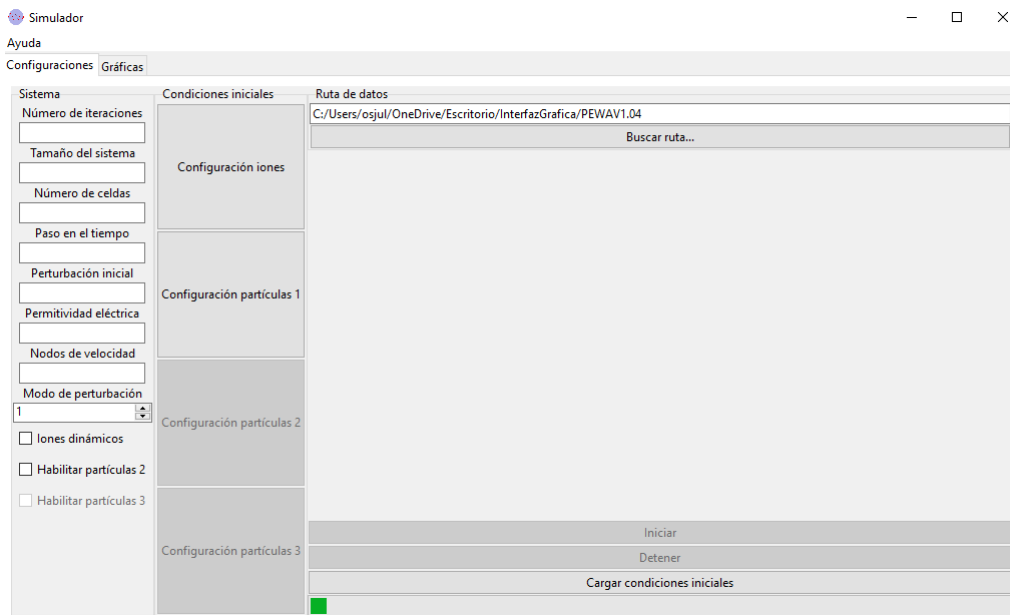 Simulador
Ayuda
Configuraciones Gráficas
Sistema
Número de iteraciones
Tamaño del sistema
Número de celdas
Paso en el tiempo
Perturbación inicial
Permitividad eléctrica
Nodos de velocidad
Modo de perturbación
1
Iones dinámicos
Habilitar partículas 2
Habilitar partículas 3
Condiciones iniciales
Configuración iones
Configuración partículas 1
Configuración partículas 2
Configuración partículas 3
Ruta de datos
C:/Users/osjul/OneDrive/Escritorio/InterfazGrafica/PEWAV1.04
Buscar ruta...
Iniciar
Detener
Cargar condiciones iniciales